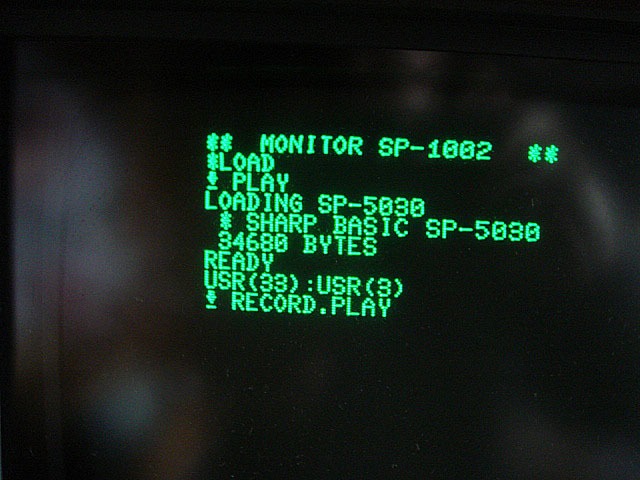 **  MONITOR SP-1002  **
*LOAD
⤓ PLAY
LOADING SP-5030
* SHARP BASIC SP-5030
34680 BYTES
READY
USR(33):USR(3)
⤓ RECORD.PLAY